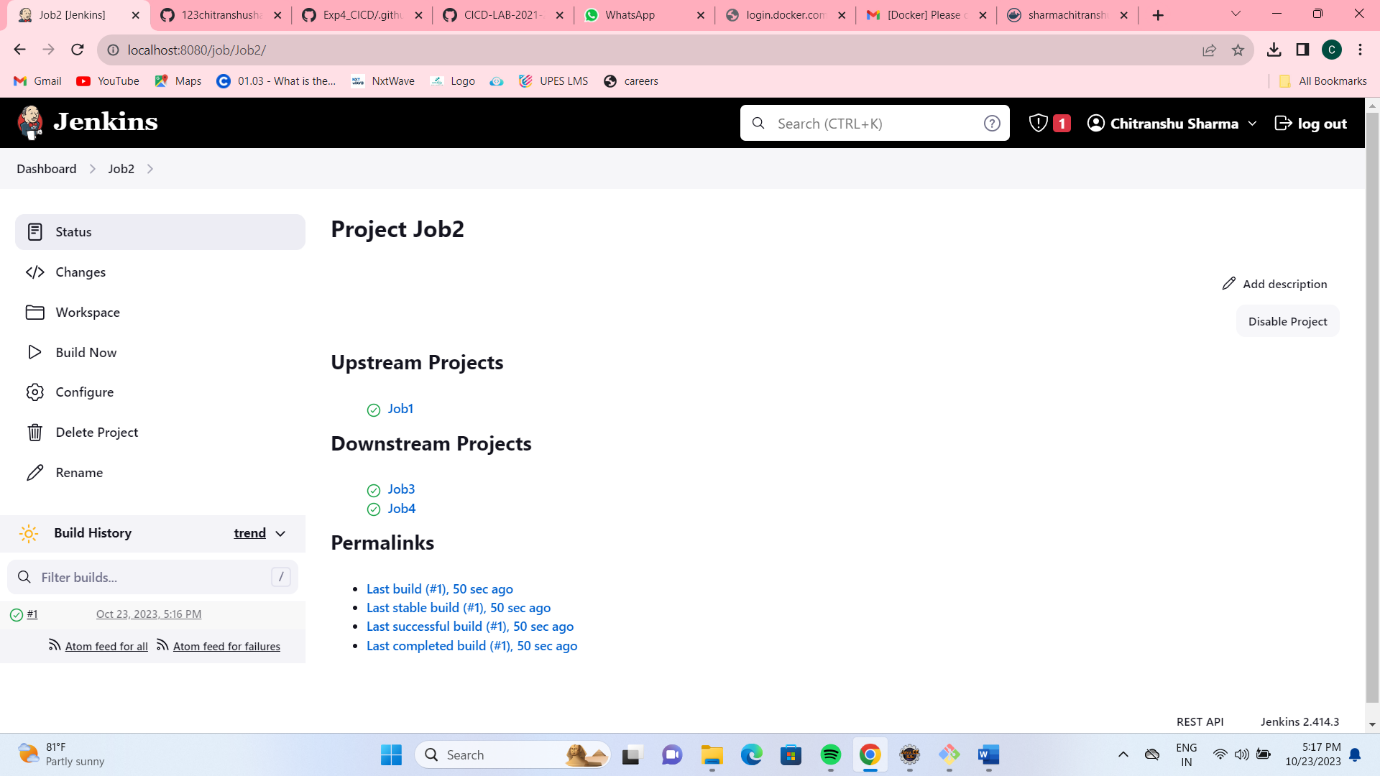 Job2 [Jenkins]
123chitranshusha
Exp4_CICD/.githu
CICD-LAB-2021-
WhatsApp
login.docker.com
[Docker] Please c
sharmachitransh
localhost:8080/job/Job2/
C
Gmail
YouTube
Maps
01.03 - What is the...
NxtWave
Logo
UPES LMS
careers
All Bookmarks
Jenkins
Search (CTRL+K)
?
1
Chitranshu Sharma
log out
Dashboard
Job2
Status
Changes
Workspace
Build Now
Configure
Delete Project
Rename
Build History
trend
Filter builds...
/
#1
Oct 23, 2023, 5:16 PM
Atom feed for all
Atom feed for failures
Project Job2
Add description
Disable Project
Upstream Projects
Job1
Downstream Projects
Job3
Job4
Permalinks
Last build (#1), 50 sec ago
Last stable build (#1), 50 sec ago
Last successful build (#1), 50 sec ago
Last completed build (#1), 50 sec ago
REST API
Jenkins 2.414.3
81°F
Partly sunny
Search
ENG
IN
5:17 PM
10/23/2023